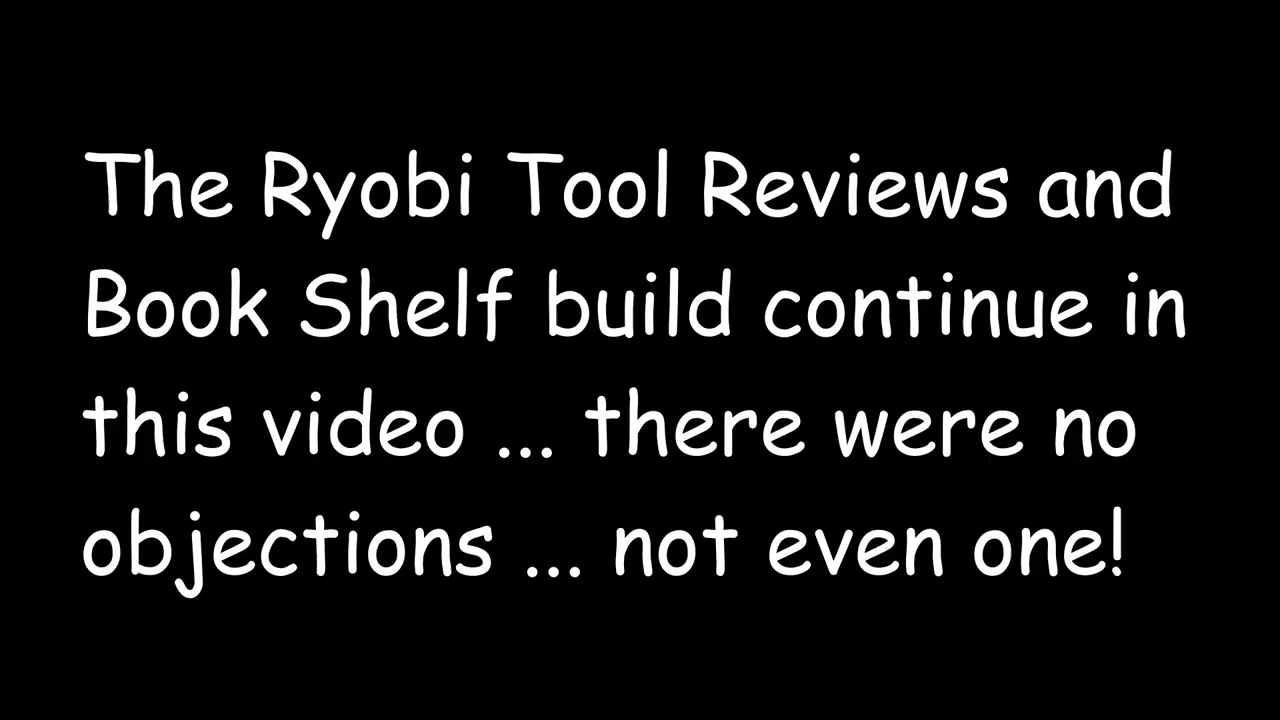 The Ryobi Tool Reviews and
Book Shelf build continue in
this video ... there were no
objections ... not even one!